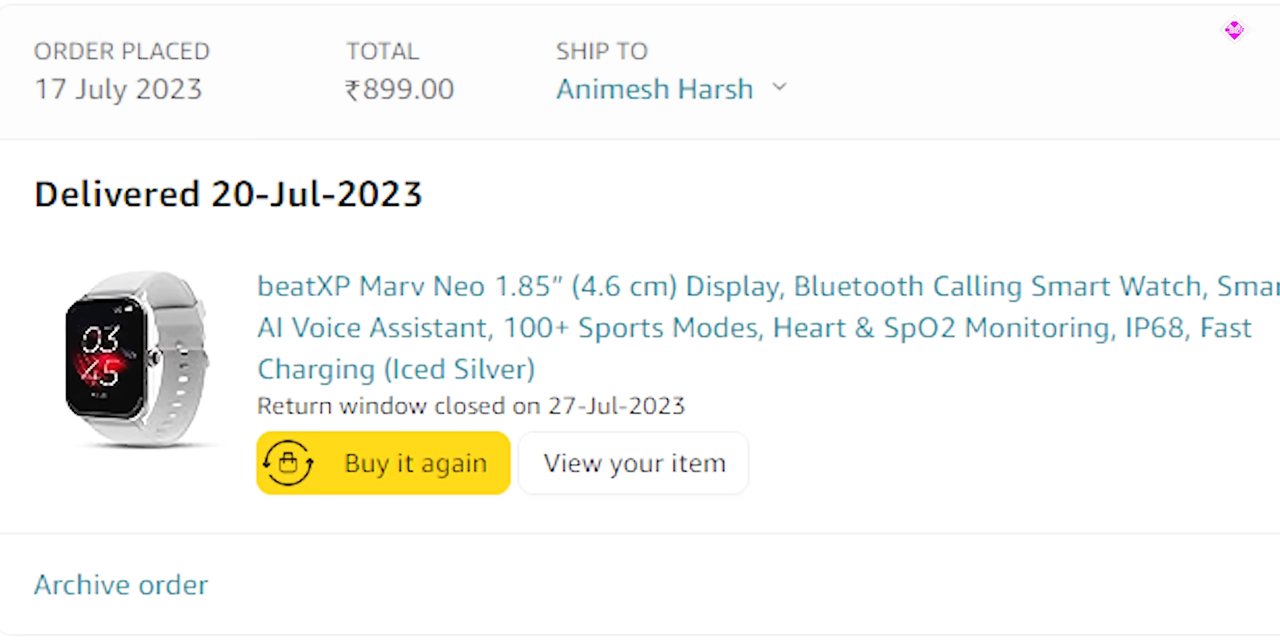 ORDER PLACED TOTAL SHIP TO
17 July 2023 ₹899.00 Animesh Harsh
Delivered 20-Jul-2023
beatXP Marv Neo 1.85” (4.6 cm) Display, Bluetooth Calling Smart Watch, Smar
AI Voice Assistant, 100+ Sports Modes, Heart & SpO2 Monitoring, IP68, Fast
Charging (Iced Silver)
03
45
Return window closed on 27-Jul-2023
Buy it again View your item
Archive order